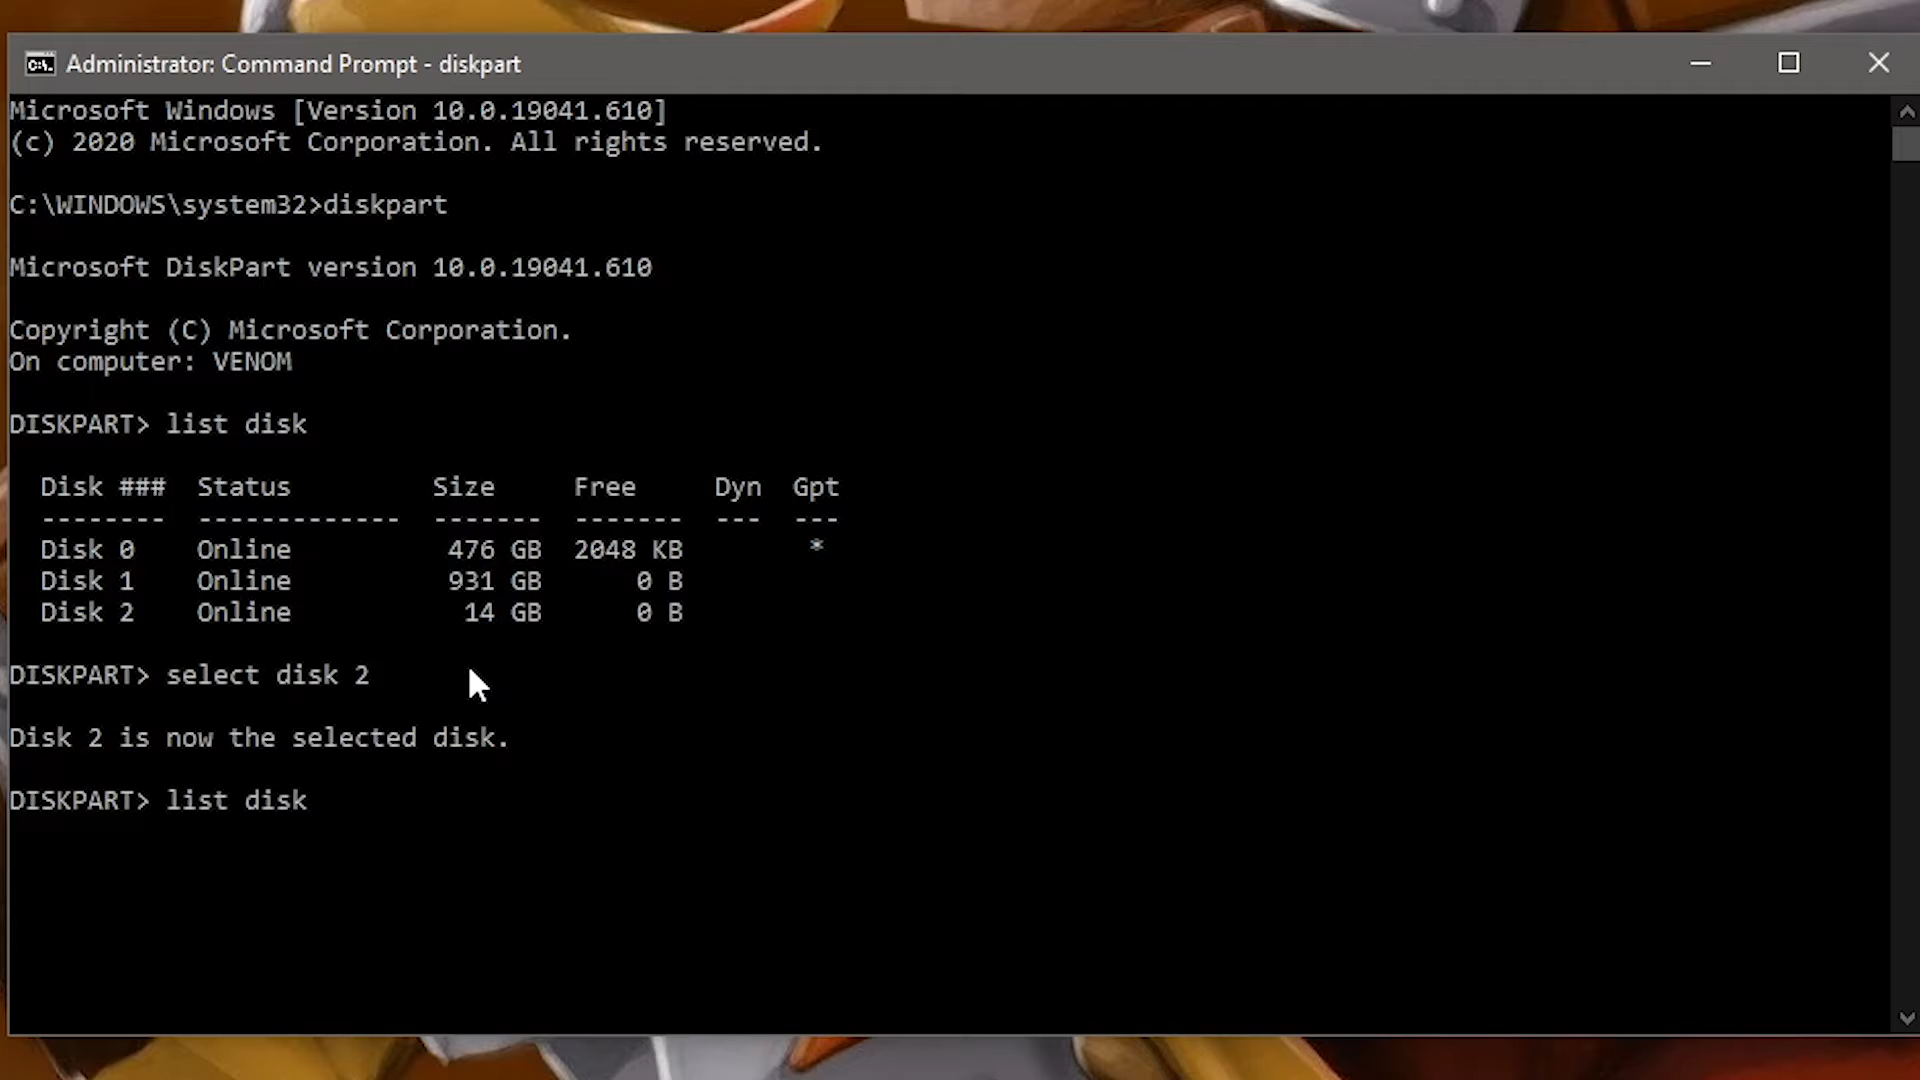 Administrator: Command Prompt - diskpart
Microsoft Windows [Version 10.0.19041.610]
(c) 2020 Microsoft Corporation. All rights reserved.
C:\WINDOWS\system32>diskpart
Microsoft DiskPart version 10.0.19041.610
Copyright (C) Microsoft Corporation.
On computer: VENOM
DISKPART> list disk
  Disk ###  Status         Size     Free     Dyn  Gpt
  --------  -------------  -------  -------  ---  ---
  Disk 0    Online          476 GB  2048 KB        *
  Disk 1    Online          931 GB      0 B
  Disk 2    Online           14 GB      0 B
DISKPART> select disk 2
Disk 2 is now the selected disk.
DISKPART> list disk